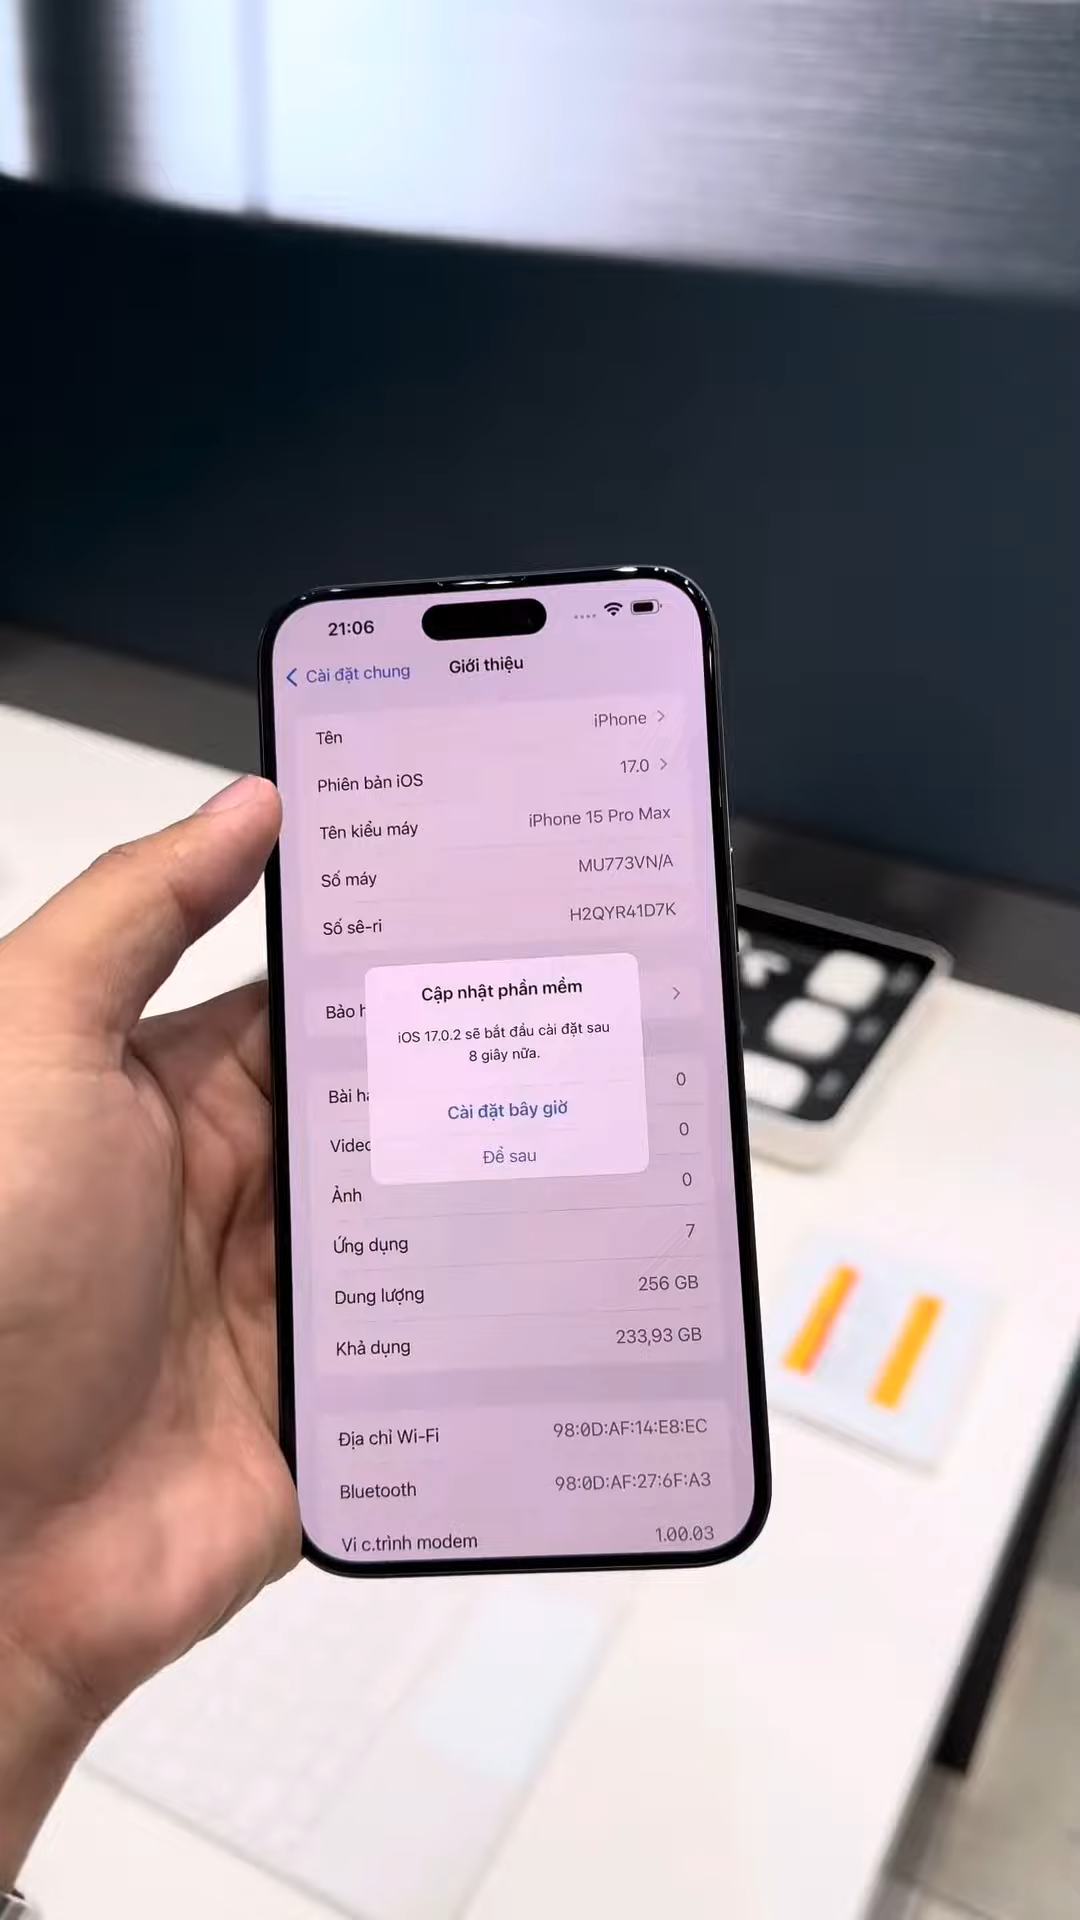 21:06
Cài đặt chung
Giới thiệu
Tên
iPhone
Phiên bản iOS
17.0
Tên kiểu máy
iPhone 15 Pro Max
Số máy
MU773VN/A
Số sê-ri
H2QYR41D7K
Bảo h
Cập nhật phần mềm
iOS 17.0.2 sẽ bắt đầu cài đặt sau
8 giây nữa.
Cài đặt bây giờ
Để sau
Bài há
0
Video
0
Ảnh
0
Ứng dụng
7
Dung lượng
256 GB
Khả dụng
233,93 GB
Địa chỉ Wi-Fi
98:0D:AF:14:E8:EC
Bluetooth
98:0D:AF:27:6F:A3
Vi c.trình modem
1.00.03